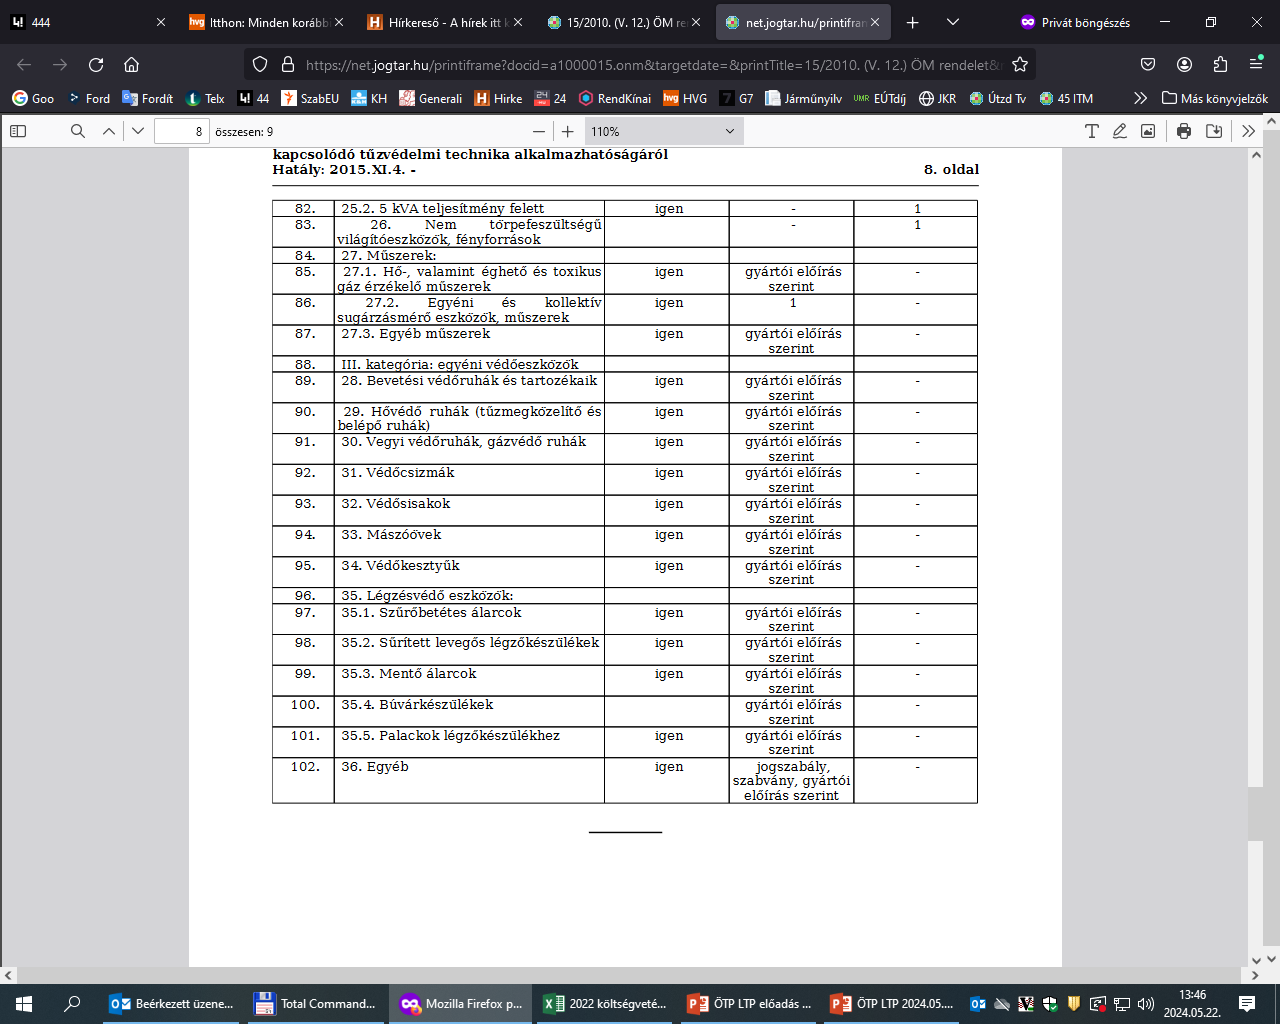 444
Itthon: Minden korábbi
Hírkereső - A hírek itt k
15/2010. (V. 12.) ÖM re
net.jogtar.hu/printifram
Privát böngészés
https://net.jogtar.hu/printiframe?docid=a1000015.onm&targetdate=&printTitle=15/2010. (V. 12.) ÖM rendelet&
Goo
Ford
Fordít
Telx
44
SzabEU
KH
Generali
Hirke
24
RendKínai
HVG
G7
Járműnyilv
EÚTdíj
JKR
Útzd Tv
45 ITM
Más könyvjelzők
8 összesen: 9
110%
kapcsolódó tűzvédelmi technika alkalmazhatóságáról
Hatály: 2015.XI.4. - 8. oldal
82. 25.2. 5 kVA teljesítmény felett igen - 1
83. 26. Nem törpefeszültségű - 1
világítóeszközök, fényforrások
84. 27. Műszerek:
85. 27.1. Hő-, valamint éghető és toxikus igen gyártói előírás -
gáz érzékelő műszerek szerint
86. 27.2. Egyéni és kollektív igen 1 -
sugárzásmérő eszközök, műszerek
87. 27.3. Egyéb műszerek igen gyártói előírás -
szerint
88. III. kategória: egyéni védőeszközök
89. 28. Bevetési védőruhák és tartozékaik igen gyártói előírás -
szerint
90. 29. Hővédő ruhák (tűzmegközelítő és igen gyártói előírás -
belépő ruhák) szerint
91. 30. Vegyi védőruhák, gázvédő ruhák igen gyártói előírás -
szerint
92. 31. Védőcsizmák igen gyártói előírás -
szerint
93. 32. Védősisakok igen gyártói előírás -
szerint
94. 33. Mászóövek igen gyártói előírás -
szerint
95. 34. Védőkesztyűk igen gyártói előírás -
szerint
96. 35. Légzésvédő eszközök:
97. 35.1. Szűrőbetétes álarcok igen gyártói előírás -
szerint
98. 35.2. Sűrített levegős légzőkészülékek igen gyártói előírás -
szerint
99. 35.3. Mentő álarcok igen gyártói előírás -
szerint
100. 35.4. Búvárkészülékek gyártói előírás -
szerint
101. 35.5. Palackok légzőkészülékhez igen gyártói előírás -
szerint
102. 36. Egyéb igen jogszabály, -
szabvány, gyártói
előírás szerint
Beérkezett üzene...
Total Command...
Mozilla Firefox p...
2022 költségveté...
ÖTP LTP előadás ...
ÖTP LTP 2024.05....
13:46
2024.05.22.